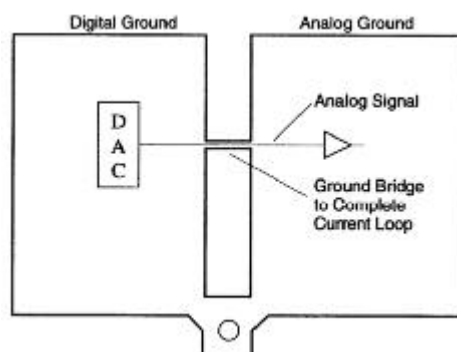 Digital Ground
Analog Ground
Analog Signal
D
A
C
Ground Bridge
to Complete
Current Loop